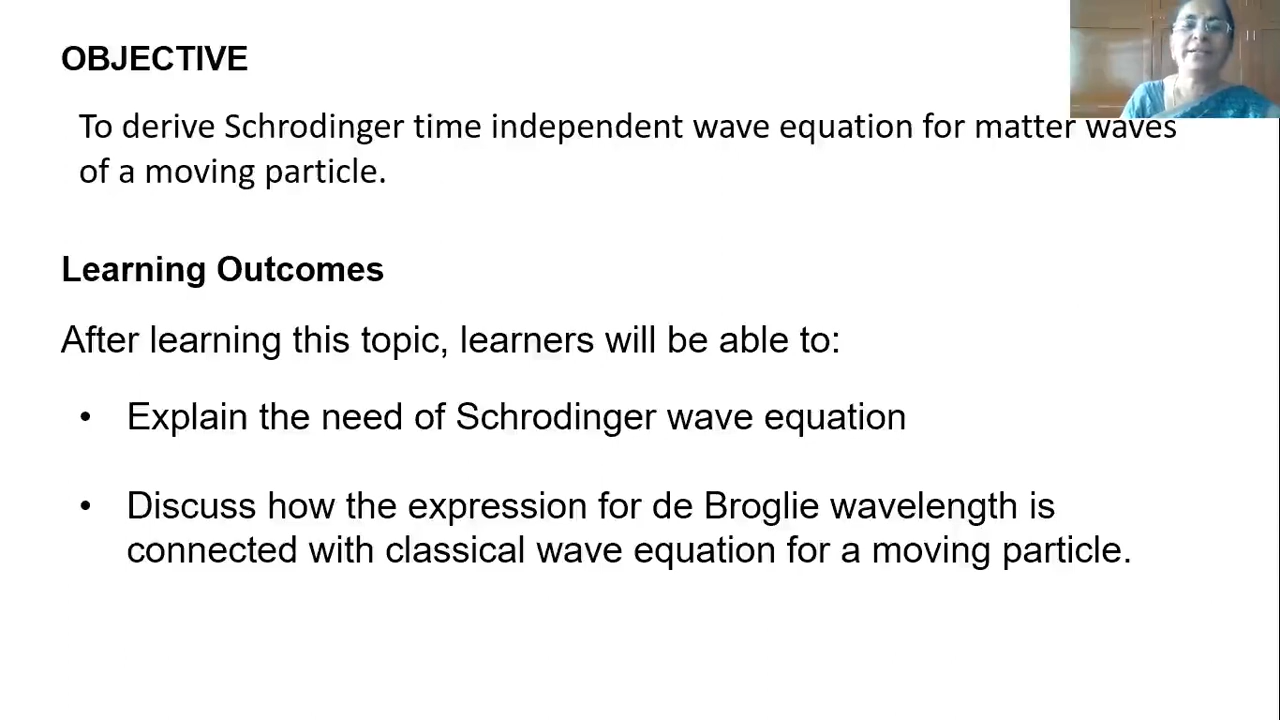 OBJECTIVE
To derive Schrodinger time independent wave equation for matter waves
of a moving particle.
Learning Outcomes
After learning this topic, learners will be able to:
• Explain the need of Schrodinger wave equation
• Discuss how the expression for de Broglie wavelength is
connected with classical wave equation for a moving particle.